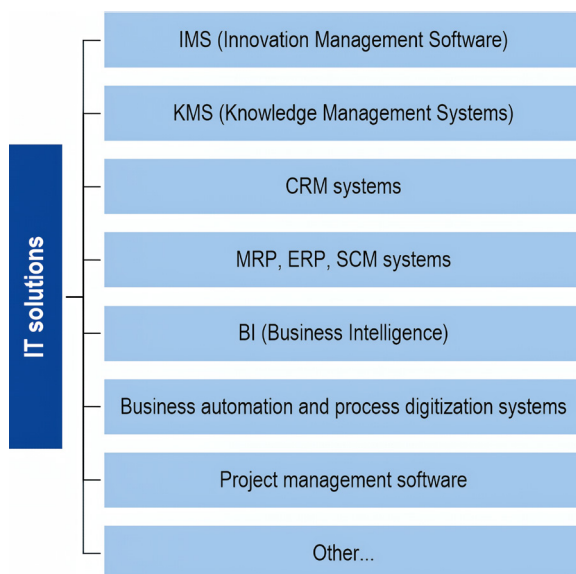 IT solutions
IMS (Innovation Management Software)
KMS (Knowledge Management Systems)
CRM systems
MRP, ERP, SCM systems
BI (Business Intelligence)
Business automation and process digitization systems
Project management software
Other...